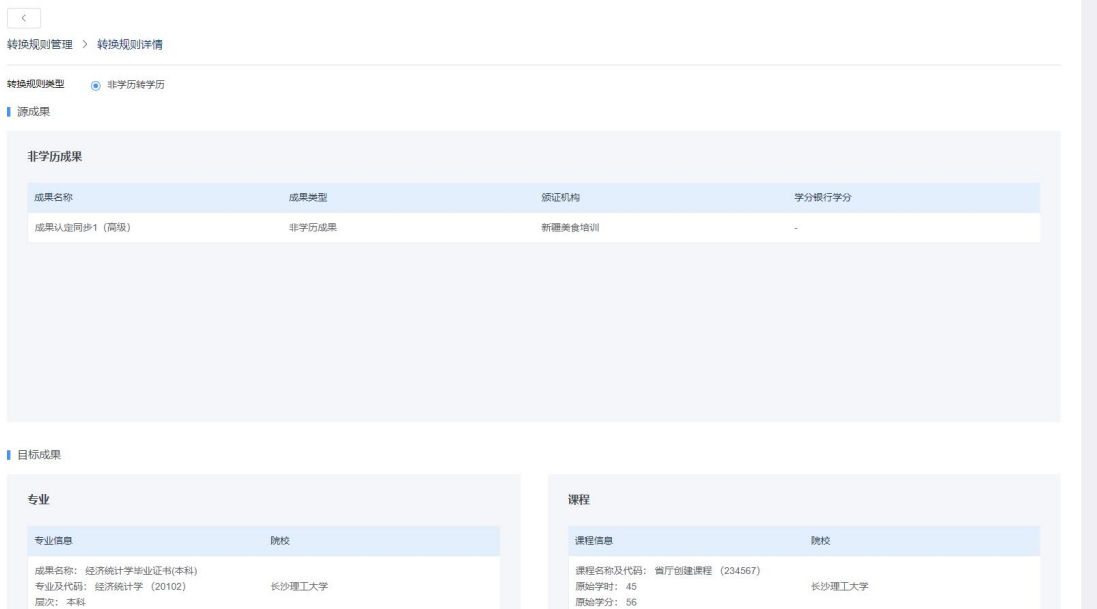 转换规则管理 > 转换规则详情
转换规则类型 非学历转学历
源成果
非学历成果
成果名称 成果类型 颁证机构 学分银行学分
成果认定同步1（高级） 非学历成果 新疆美食培训 -
目标成果
专业
专业信息 院校
成果名称： 经济统计学毕业证书(本科)
专业及代码： 经济统计学 （20102） 长沙理工大学
层次： 本科
课程
课程信息 院校
课程名称及代码： 省厅创建课程 （234567）
原始学时： 45 长沙理工大学
原始学分： 56